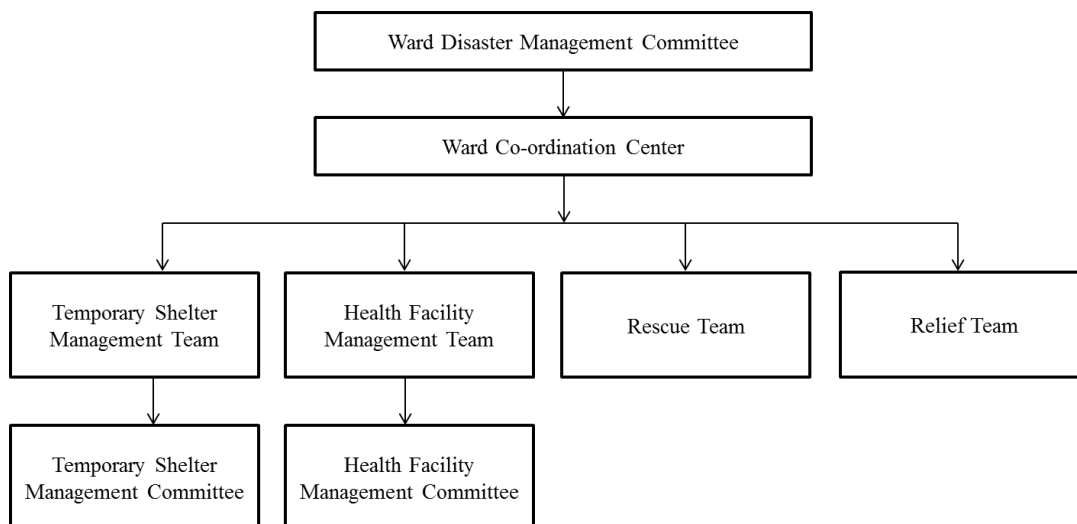 Ward Disaster Management Committee
Ward Co-ordination Center
Temporary Shelter
Management Team
Health Facility
Management Team
Rescue Team
Relief Team
Temporary Shelter
Management Committee
Health Facility
Management Committee